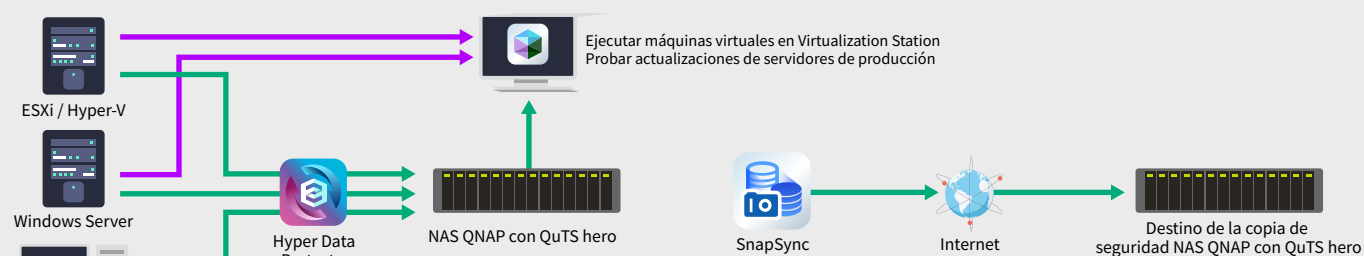 Ejecutar máquinas virtuales en Virtualization Station
Probar actualizaciones de servidores de producción
ESXi / Hyper-V
Windows Server
Hyper Data
NAS QNAP con QuTS hero
SnapSync
Internet
Destino de la copia de
seguridad NAS QNAP con QuTS hero